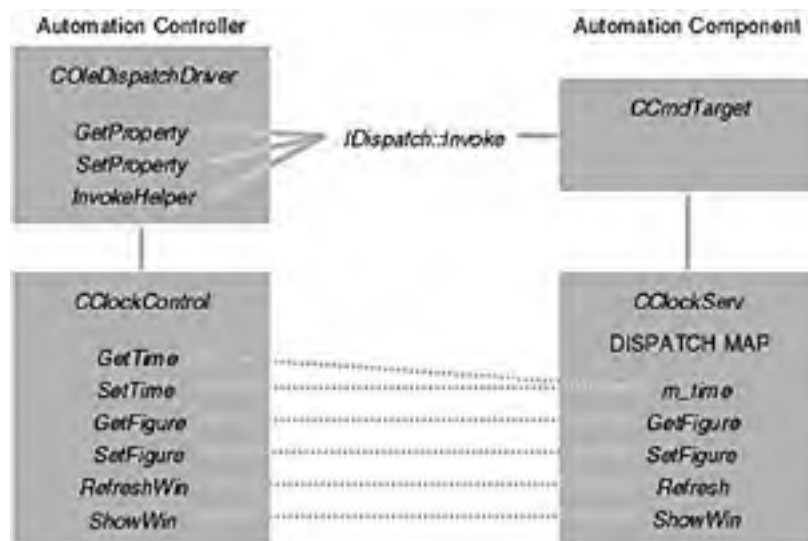 Automation Controller
Automation Component
COleDispatchDriver
GetProperty
SetProperty
InvokeHelper
IDispatch::Invoke
CCmdTarget
CClockControl
GetTime
SetTime
GetFigure
SetFigure
RefreshWin
ShowWin
CClockServ
DISPATCH MAP
m_time
GetFigure
SetFigure
Refresh
ShowWin